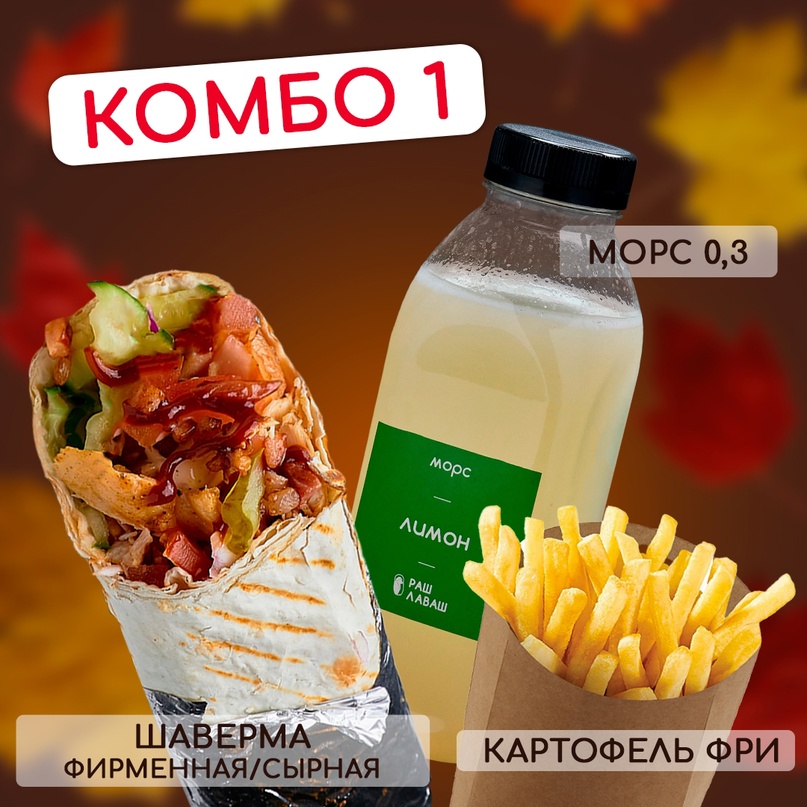 КОМБО 1
МОРС 0,3
морс
ЛИМОН
РАШ
ЛАВАШ
ШАВЕРМА
ФИРМЕННАЯ/СЫРНАЯ
КАРТОФЕЛЬ ФРИ